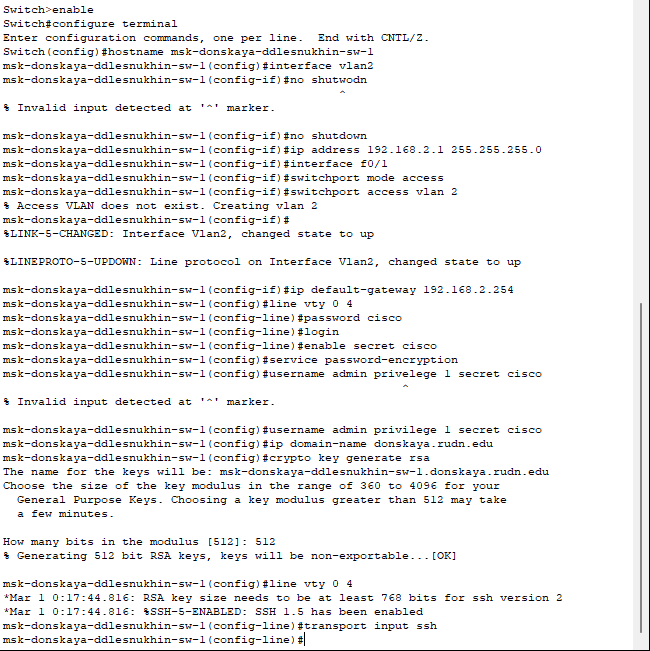 Switch>enable
Switch#configure terminal
Enter configuration commands, one per line.  End with CNTL/Z.
Switch(config)#hostname msk-donskaya-ddlesnukhin-sw-1
msk-donskaya-ddlesnukhin-sw-1(config)#interface vlan2
msk-donskaya-ddlesnukhin-sw-1(config-if)#no shutwodn
^
% Invalid input detected at '^' marker.
msk-donskaya-ddlesnukhin-sw-1(config-if)#no shutdown
msk-donskaya-ddlesnukhin-sw-1(config-if)#ip address 192.168.2.1 255.255.255.0
msk-donskaya-ddlesnukhin-sw-1(config-if)#interface f0/1
msk-donskaya-ddlesnukhin-sw-1(config-if)#switchport mode access
msk-donskaya-ddlesnukhin-sw-1(config-if)#switchport access vlan 2
% Access VLAN does not exist. Creating vlan 2
msk-donskaya-ddlesnukhin-sw-1(config-if)#
%LINK-5-CHANGED: Interface Vlan2, changed state to up
%LINEPROTO-5-UPDOWN: Line protocol on Interface Vlan2, changed state to up
msk-donskaya-ddlesnukhin-sw-1(config-if)#ip default-gateway 192.168.2.254
msk-donskaya-ddlesnukhin-sw-1(config)#line vty 0 4
msk-donskaya-ddlesnukhin-sw-1(config-line)#password cisco
msk-donskaya-ddlesnukhin-sw-1(config-line)#login
msk-donskaya-ddlesnukhin-sw-1(config-line)#enable secret cisco
msk-donskaya-ddlesnukhin-sw-1(config)#service password-encryption
msk-donskaya-ddlesnukhin-sw-1(config)#username admin privelege 1 secret cisco
^
% Invalid input detected at '^' marker.
msk-donskaya-ddlesnukhin-sw-1(config)#username admin privilege 1 secret cisco
msk-donskaya-ddlesnukhin-sw-1(config)#ip domain-name donskaya.rudn.edu
msk-donskaya-ddlesnukhin-sw-1(config)#crypto key generate rsa
The name for the keys will be: msk-donskaya-ddlesnukhin-sw-1.donskaya.rudn.edu
Choose the size of the key modulus in the range of 360 to 4096 for your
General Purpose Keys. Choosing a key modulus greater than 512 may take
a few minutes.
How many bits in the modulus [512]: 512
% Generating 512 bit RSA keys, keys will be non-exportable...[OK]
msk-donskaya-ddlesnukhin-sw-1(config)#line vty 0 4
*Mar 1 0:17:44.816: RSA key size needs to be at least 768 bits for ssh version 2
*Mar 1 0:17:44.816: %SSH-5-ENABLED: SSH 1.5 has been enabled
msk-donskaya-ddlesnukhin-sw-1(config-line)#transport input ssh
msk-donskaya-ddlesnukhin-sw-1(config-line)#